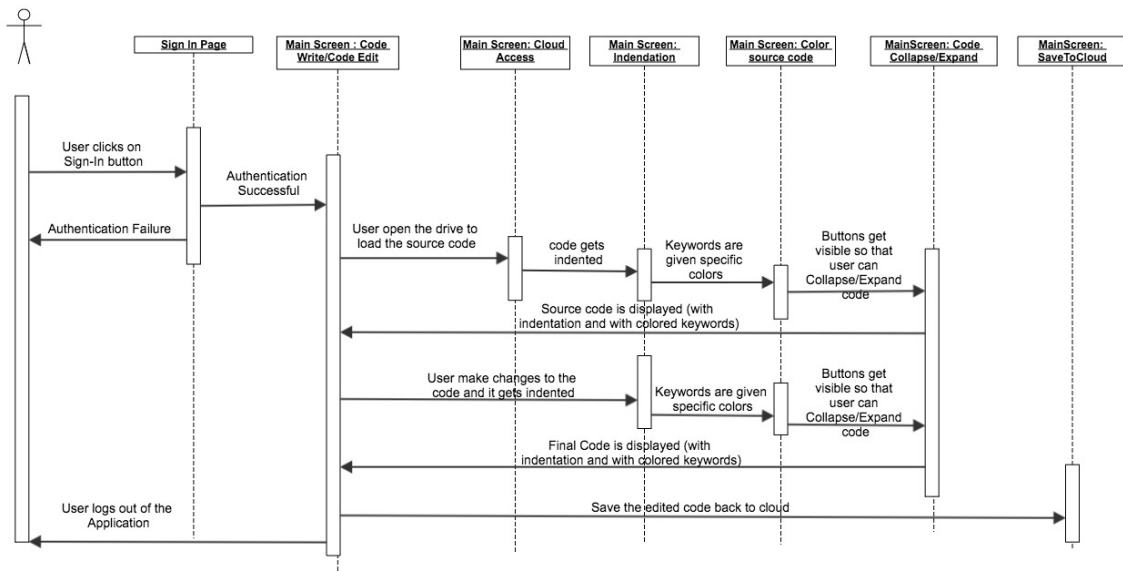 Sign In Page
Main Screen : Code
Write/Code Edit
Main Screen: Cloud
Access
Main Screen:
Indendation
Main Screen: Color
source code
MainScreen: Code
Collapse/Expand
MainScreen:
SaveToCloud
User clicks on
Sign-In button
Authentication
Successful
Authentication Failure
User open the drive to
load the source code
code gets
indented
Keywords are
given specific
colors
Buttons get
visible so that
user can
Collapse/Expand
code
Source code is displayed (with
indentation and with colored keywords)
User make changes to the
code and it gets indented
Keywords are given
specific colors
Buttons get
visible so that
user can
Collapse/Expand
code
Final Code is displayed (with
indentation and with colored keywords)
User logs out of the
Application
Save the edited code back to cloud